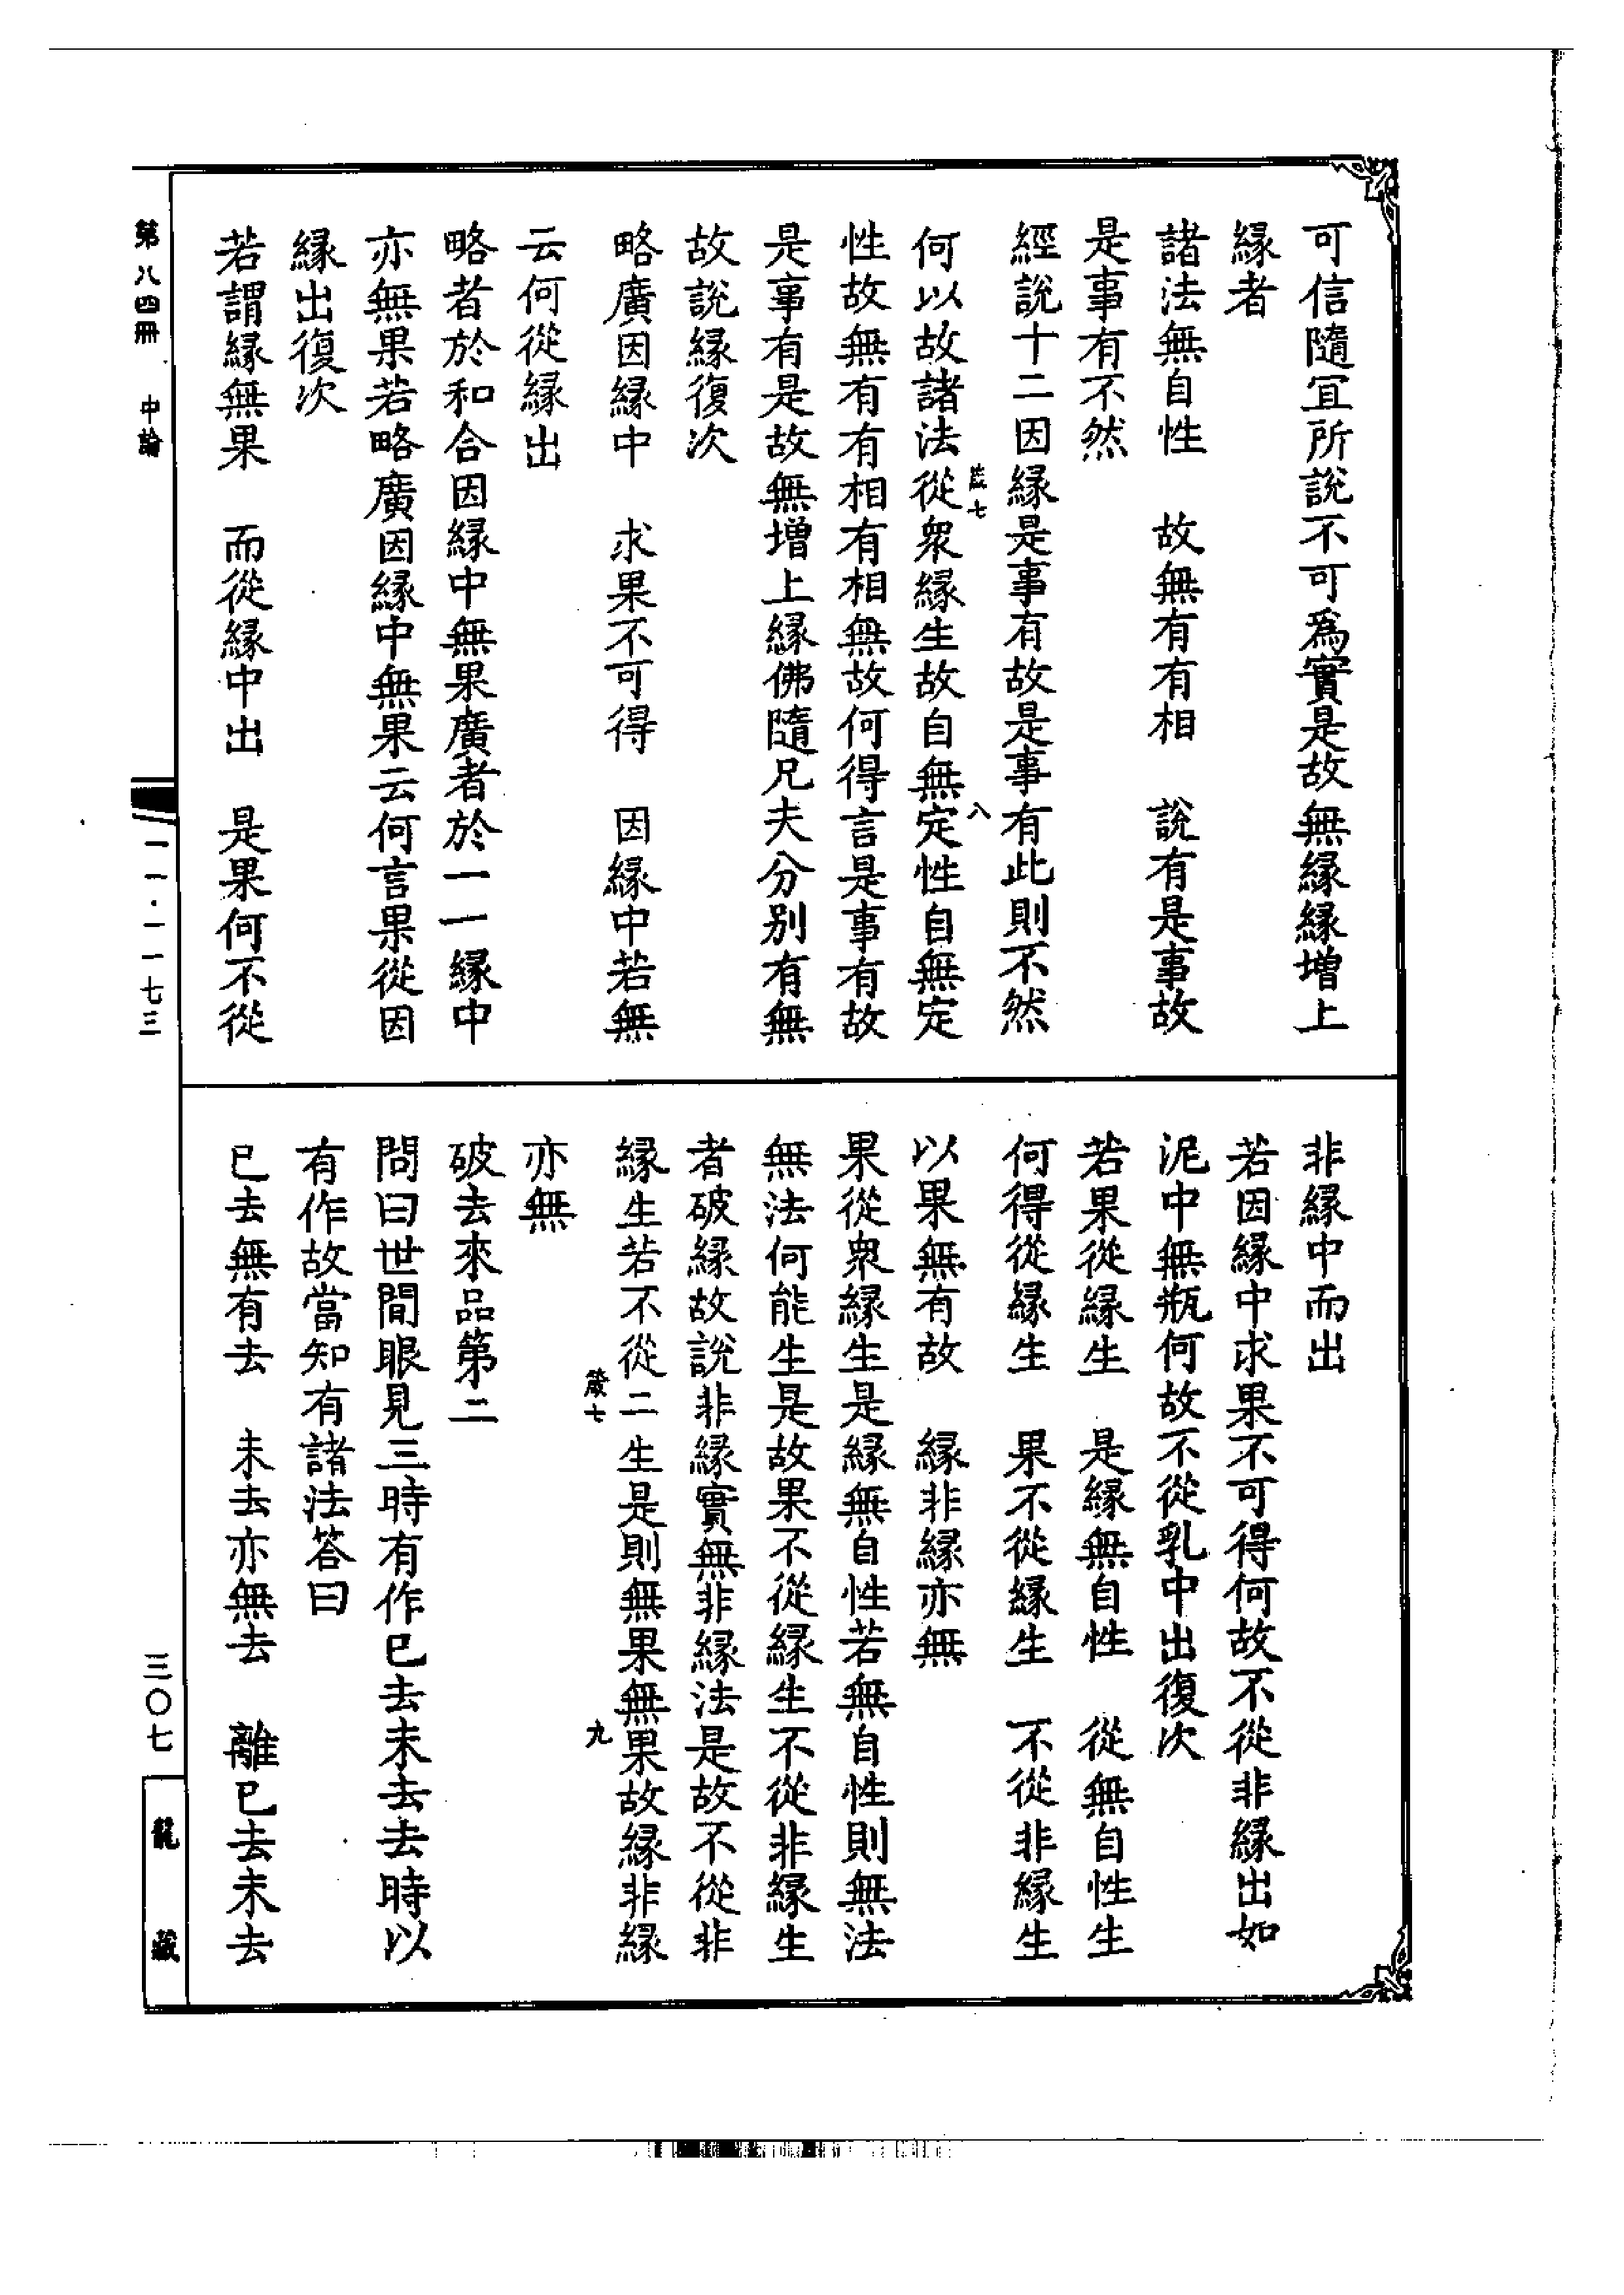 可信隨宜所說不可爲實是故無緣緣增上
緣者
諸法無自性　故無有有相　說有是事故
是事有不然
經說十二因緣是事有故是事有此則不然
何以故諸法從衆緣生故自無定性自無定
性故無有有相有相無故何得言是事有故
是事有是故無增上緣佛隨凡夫分別有無
故說緣復次
略廣因緣中　求果不可得　因緣中若無
云何從緣出
略者於和合因緣中無果廣者於一一緣中
亦無果若略廣因緣中無果云何言果從因
緣出復次
若謂緣無果　而從緣中出　是果何不從
非緣中而出
若因緣中求果不可得何故不從非緣出如
泥中無瓶何故不從乳中出復次
若果從緣生　是緣無自性　從無自性生
何得從緣生　果不從緣生　不從非緣生
以果無有故　緣非緣亦無
果從衆緣生是緣無自性若無自性則無法
無法何能生是故果不從緣生不從非緣生
者破緣故說非緣實無非緣法是故不從非
緣生若不從二生是則無果無果故緣非緣
亦無
破去來品第二
問曰世間眼見三時有作已去未去去時以
有作故當知有諸法答曰
已去無有去　未去亦無去　離已去未去
七
八
七
九
第八四冊　中論
一一·一一七三
三〇七
龍藏